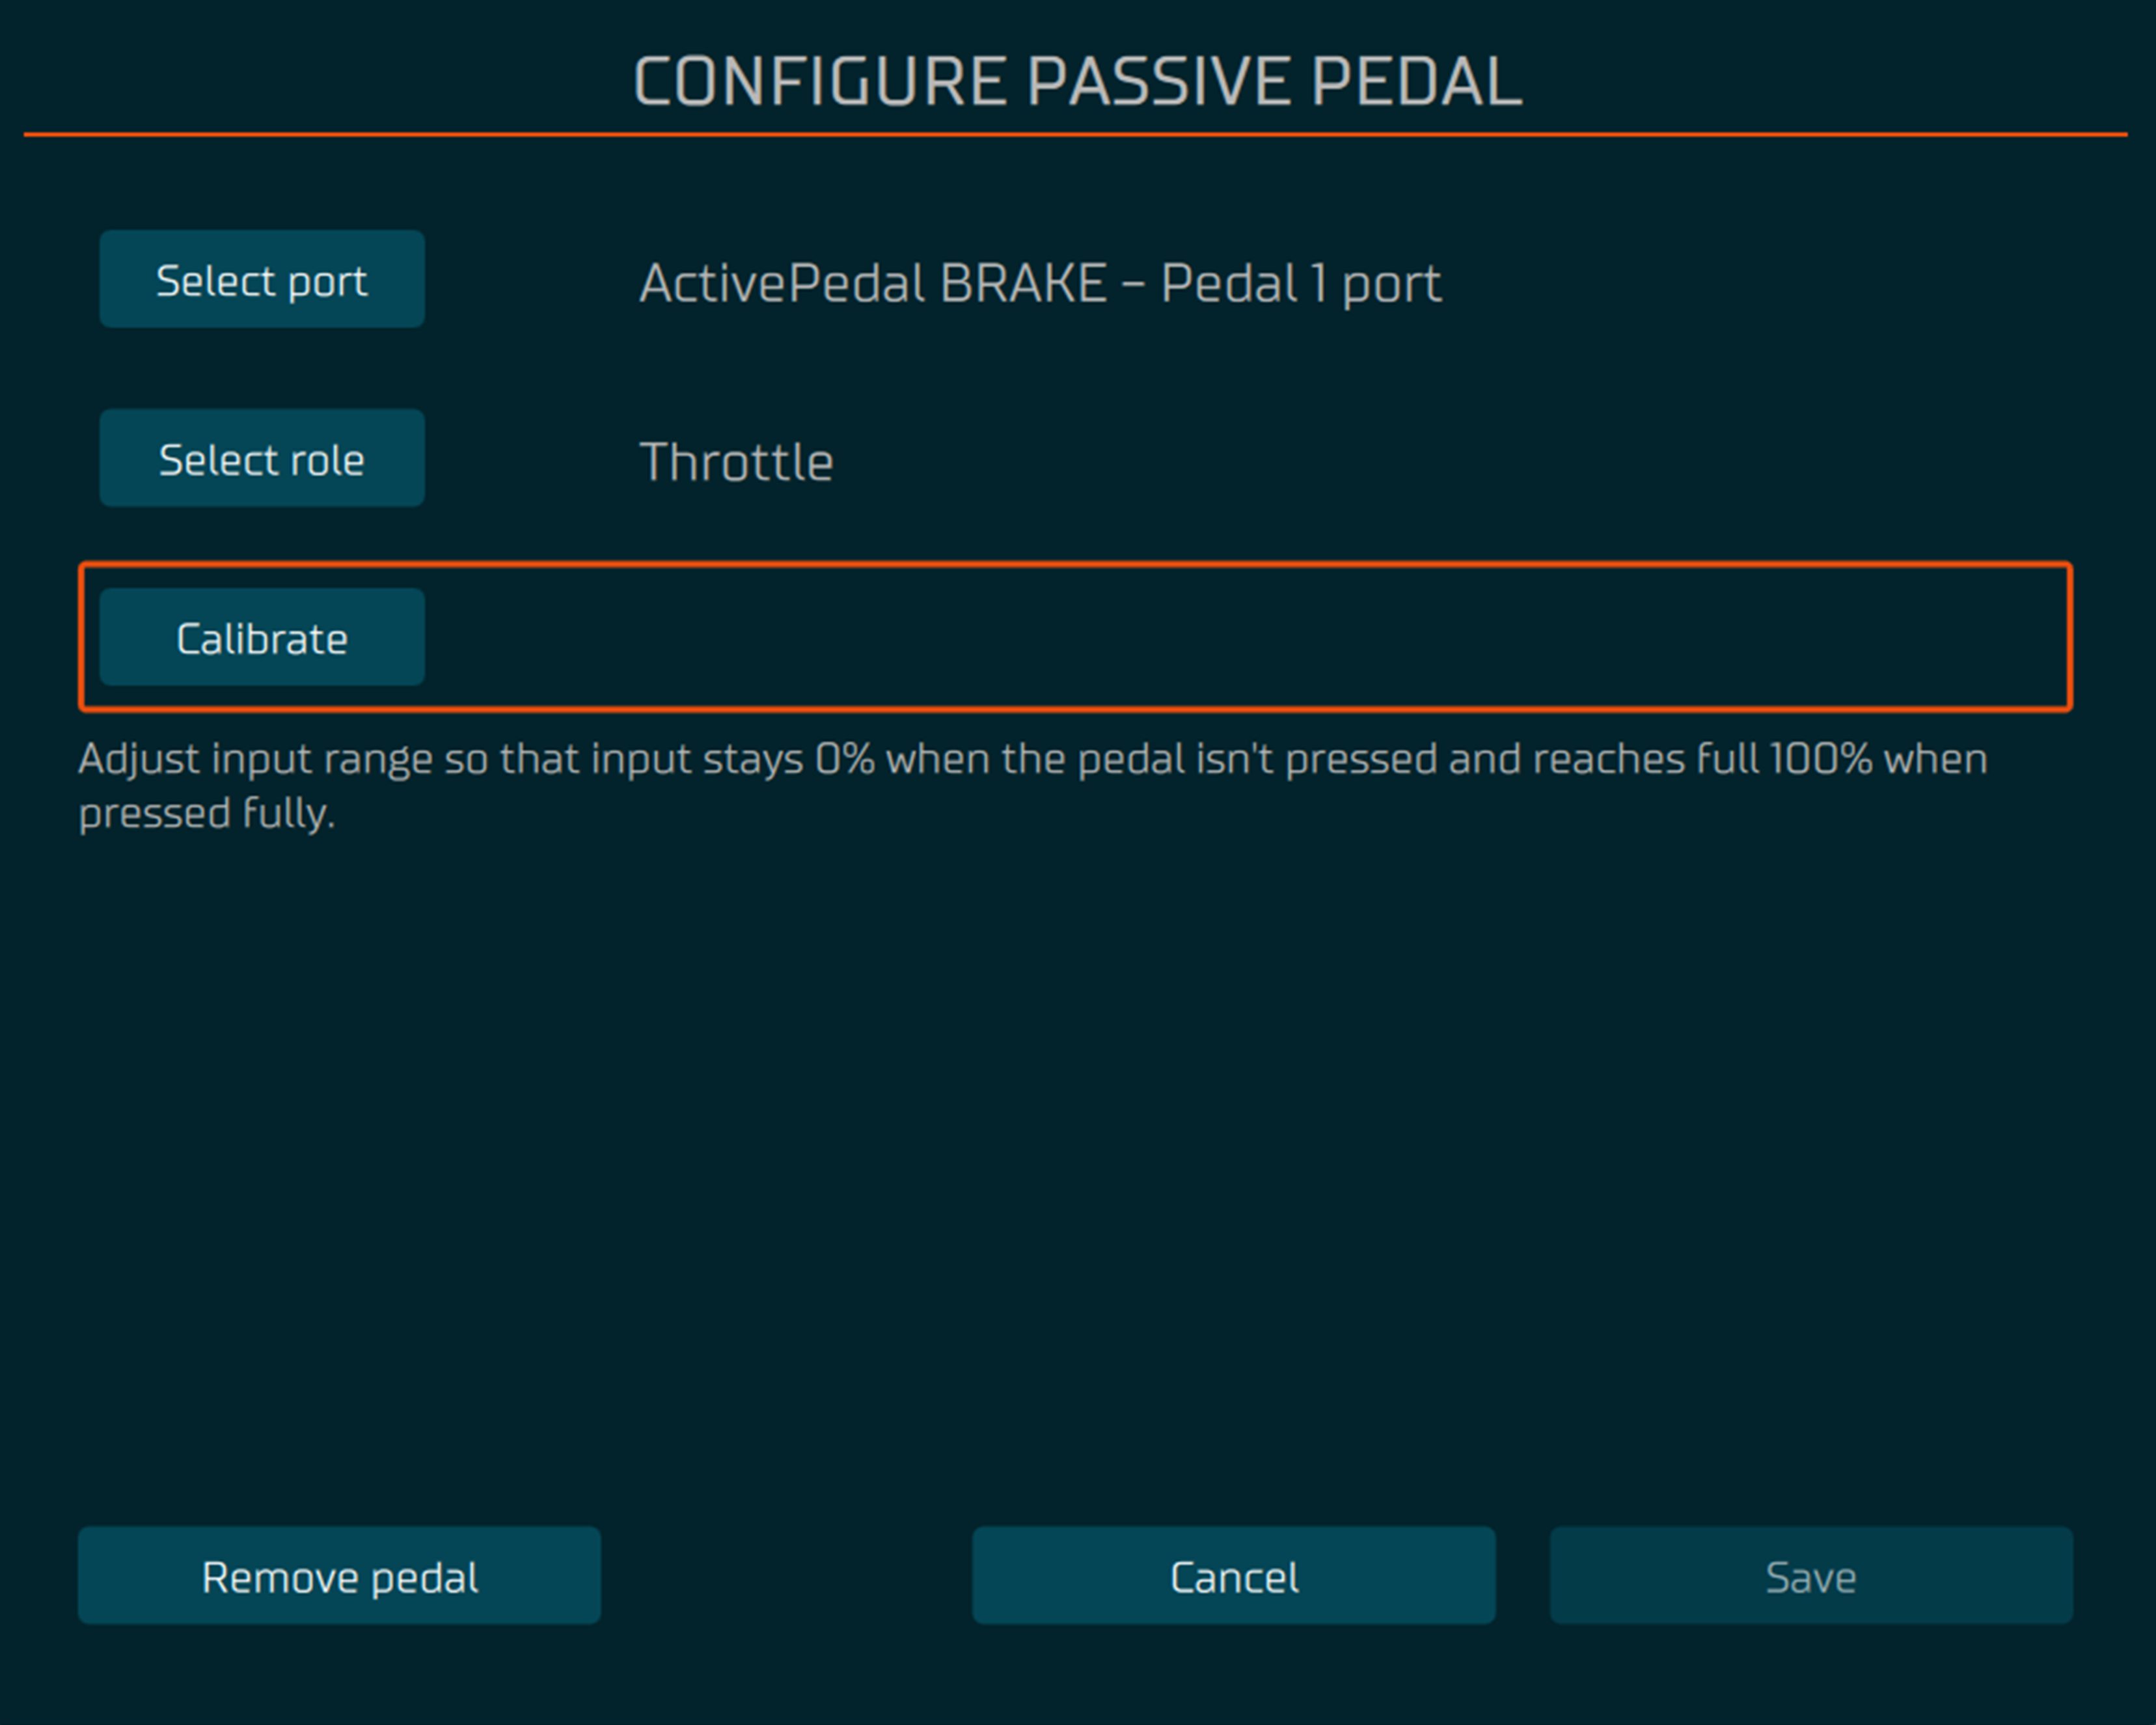 CONFIGURE PASSIVE PEDAL
Select port
ActivePedal BRAKE – Pedal 1 port
Select role
Throttle
Calibrate
Adjust input range so that input stays 0% when the pedal isn't pressed and reaches full 100% when
pressed fully.
Remove pedal
Cancel
Save